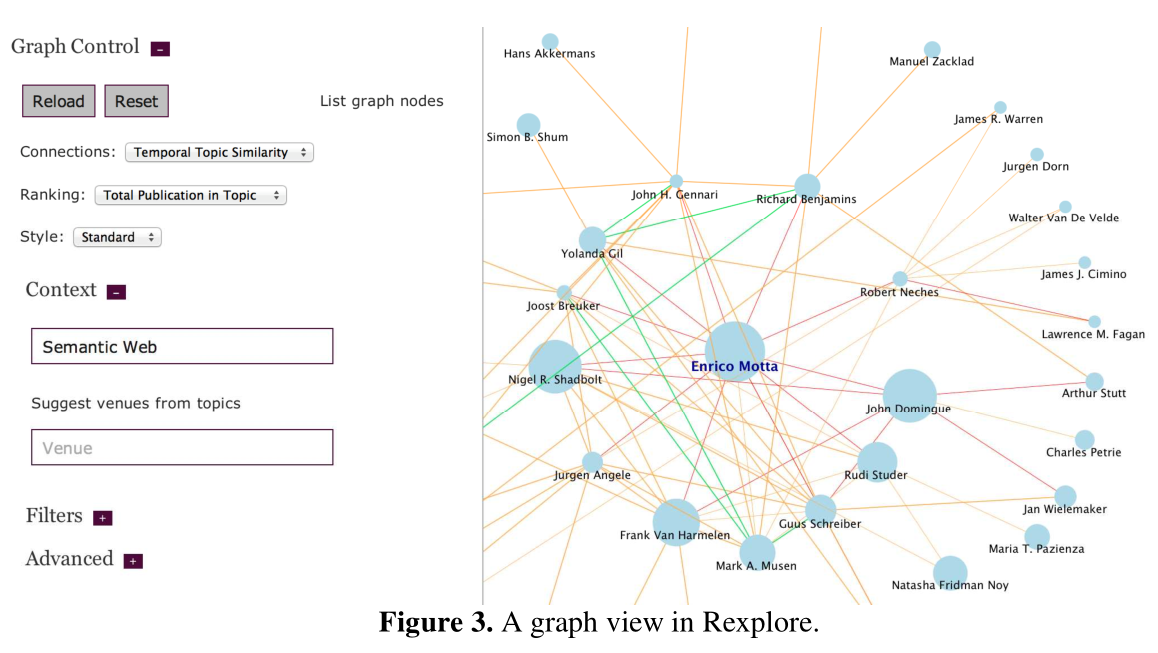 Graph Control -
Reload Reset List graph nodes
Connections: Temporal Topic Similarity
Ranking: Total Publication in Topic
Style: Standard
Context -
Semantic Web
Suggest venues from topics
Venue
Filters +
Advanced +
Hans Akkermans
Manuel Zacklad
Simon B. Shum
James R. Warren
Jurgen Dorn
John H. Gennari
Richard Benjamins
Walter Van De Velde
Yolanda Gil
James J. Cimino
Robert Neches
Joost Breuker
Lawrence M. Fagan
Enrico Motta
Nigel R. Shadbolt
Arthur Stutt
John Domingue
Charles Petrie
Jurgen Angele
Rudi Studer
Jan Wielemaker
Guus Schreiber
Frank Van Harmelen
Maria T. Pazienza
Mark A. Musen
Natasha Fridman Noy
Figure 3. A graph view in Rexplore.